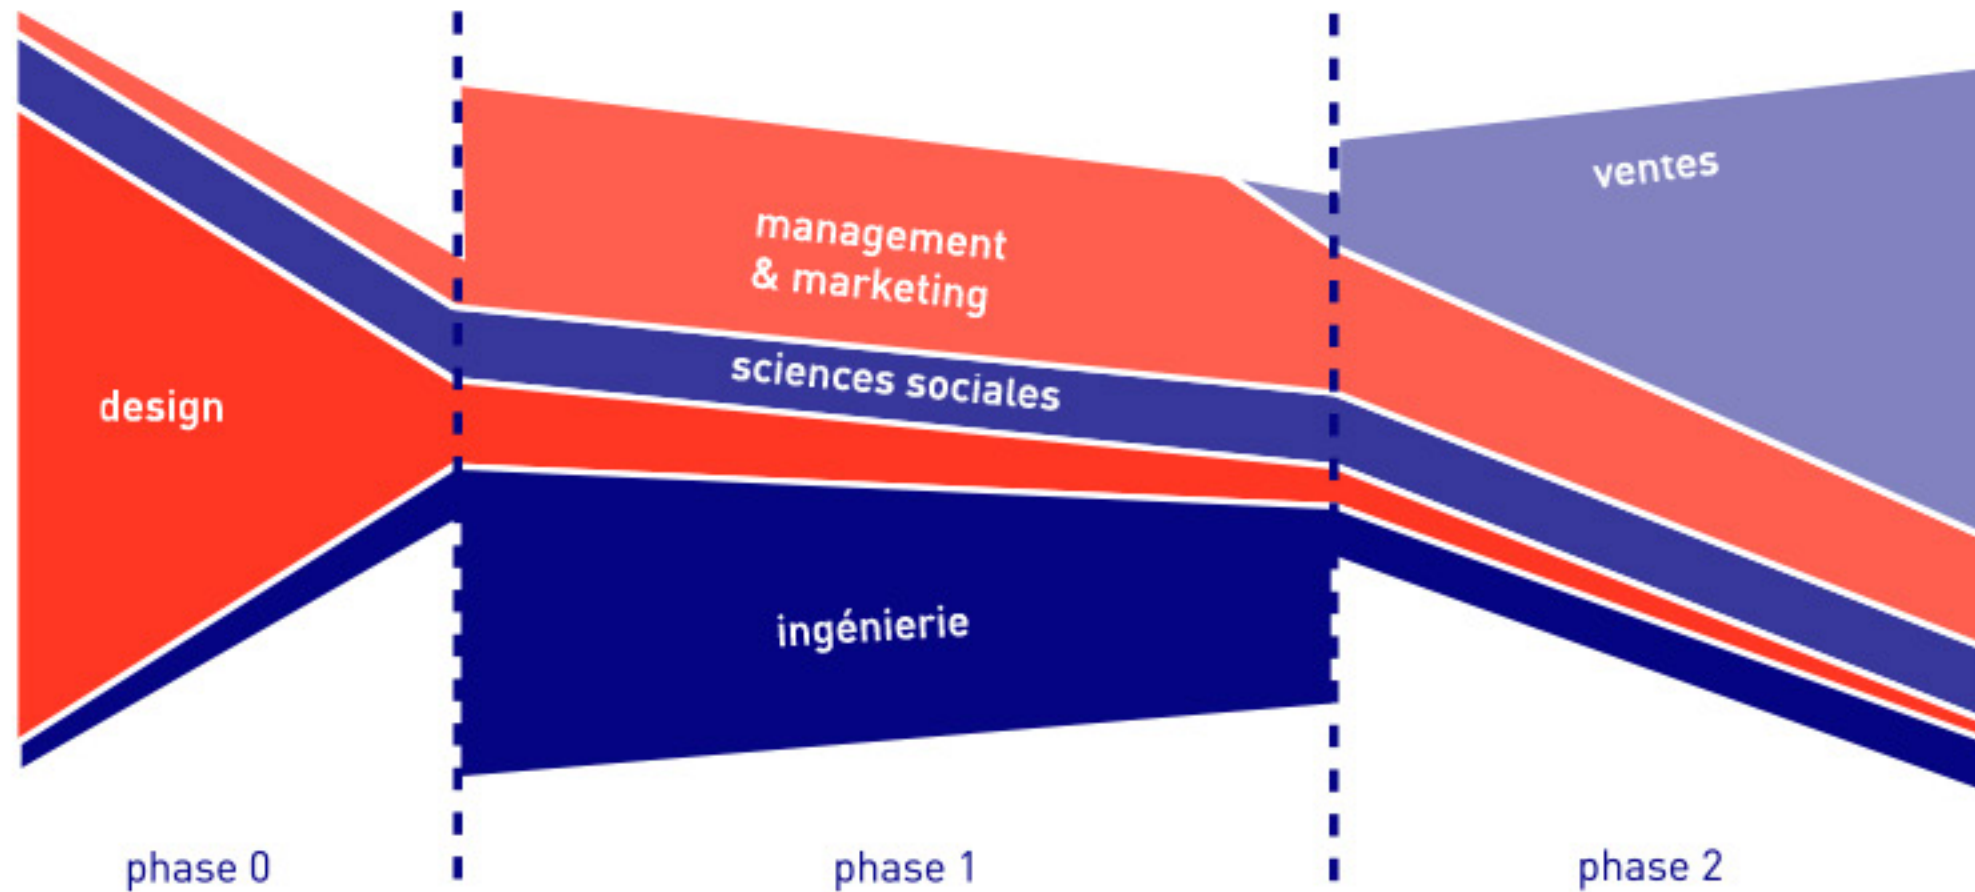 ventes
management
& marketing
sciences sociales
design
ingénierie
phase 0
phase 1
phase 2